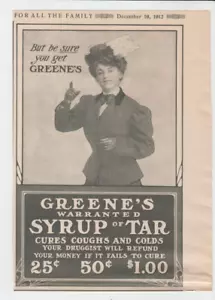 FOR ALL THE FAMILY
December 28, 1912
But be sure
you get
GREENE'S
GREENE'S
WARRANTED
SYRUP OF TAR
CURES COUGHS AND COLDS
YOUR DRUGGIST WILL REFUND
YOUR MONEY IF IT FAILS TO CURE
25¢ 50¢ $1.00